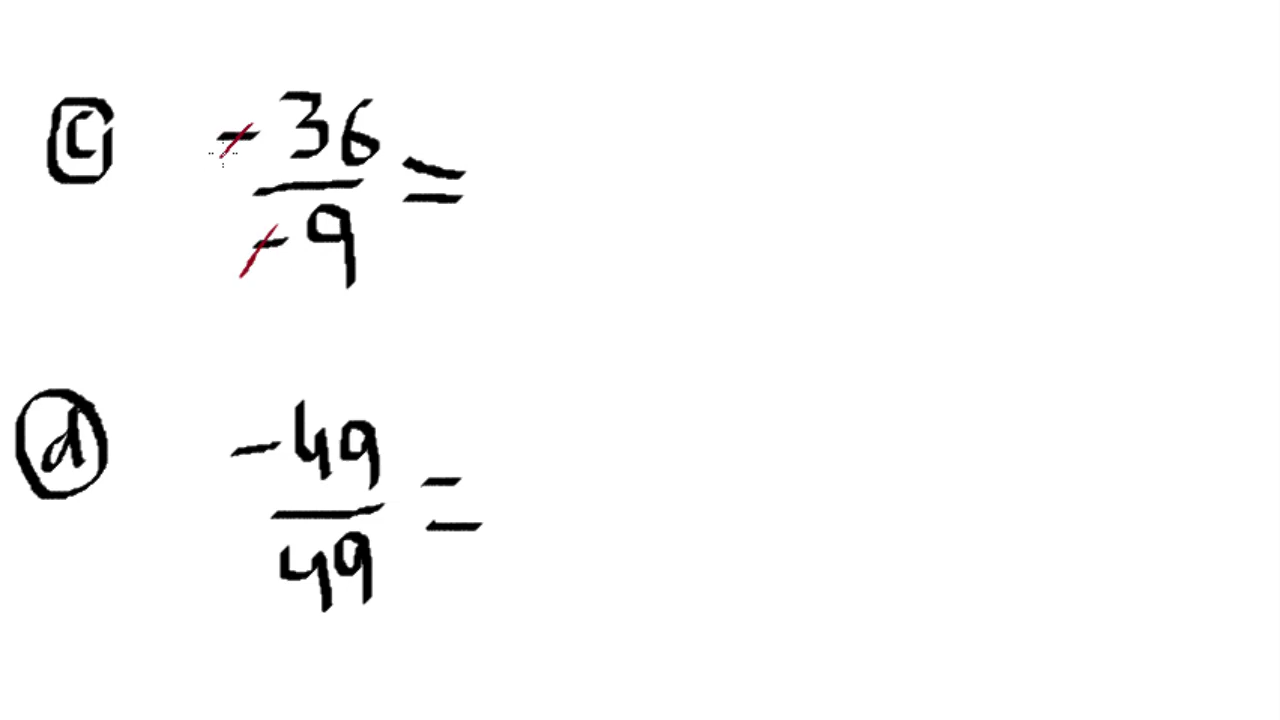 c -36/-9 =
d -49/49 =